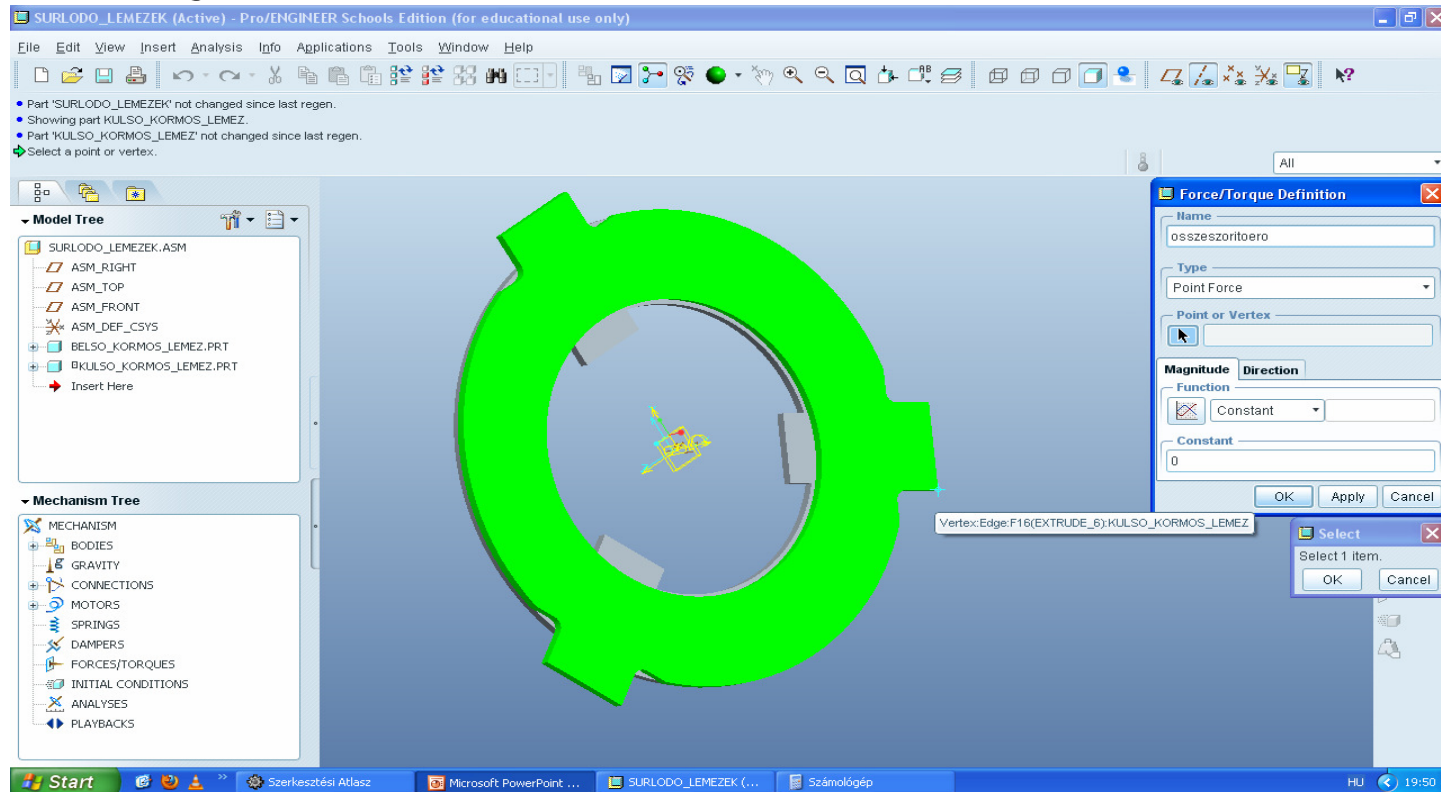 SURLODO_LEMEZEK (Active) - Pro/ENGINEER Schools Edition (for educational use only)
File Edit View Insert Analysis Info Applications Tools Window Help
Part 'SURLODO_LEMEZEK' not changed since last regen.
Showing part KULSO_KORMOS_LEMEZ.
Part 'KULSO_KORMOS_LEMEZ' not changed since last regen.
Select a point or vertex.
All
Model Tree
SURLODO_LEMEZEK.ASM
ASM_RIGHT
ASM_TOP
ASM_FRONT
ASM_DEF_CSYS
BELSO_KORMOS_LEMEZ.PRT
KULSO_KORMOS_LEMEZ.PRT
Insert Here
Mechanism Tree
MECHANISM
BODIES
GRAVITY
CONNECTIONS
MOTORS
SPRINGS
DAMPERS
FORCES/TORQUES
INITIAL CONDITIONS
ANALYSES
PLAYBACKS
Vertex:Edge:F16(EXTRUDE_6):KULSO_KORMOS_LEMEZ
Force/Torque Definition
Name
osszeszoritoero
Type
Point Force
Point or Vertex
Magnitude Direction
Function
Constant
Constant
0
OK Apply Cancel
Select
Select 1 item.
OK Cancel
Start
Szerkesztési Atlasz
Microsoft PowerPoint ...
SURLODO_LEMEZEK (...
Számológép
HU
19:50